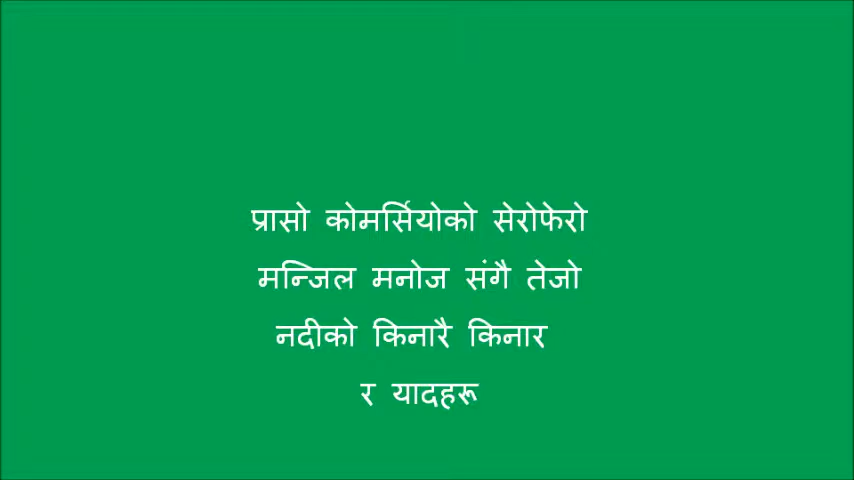 प्रासो कोमर्सियोको सेरोफेरो
मन्जिल मनोज संगै तेजो
नदीको किनारै किनार
र यादहरू